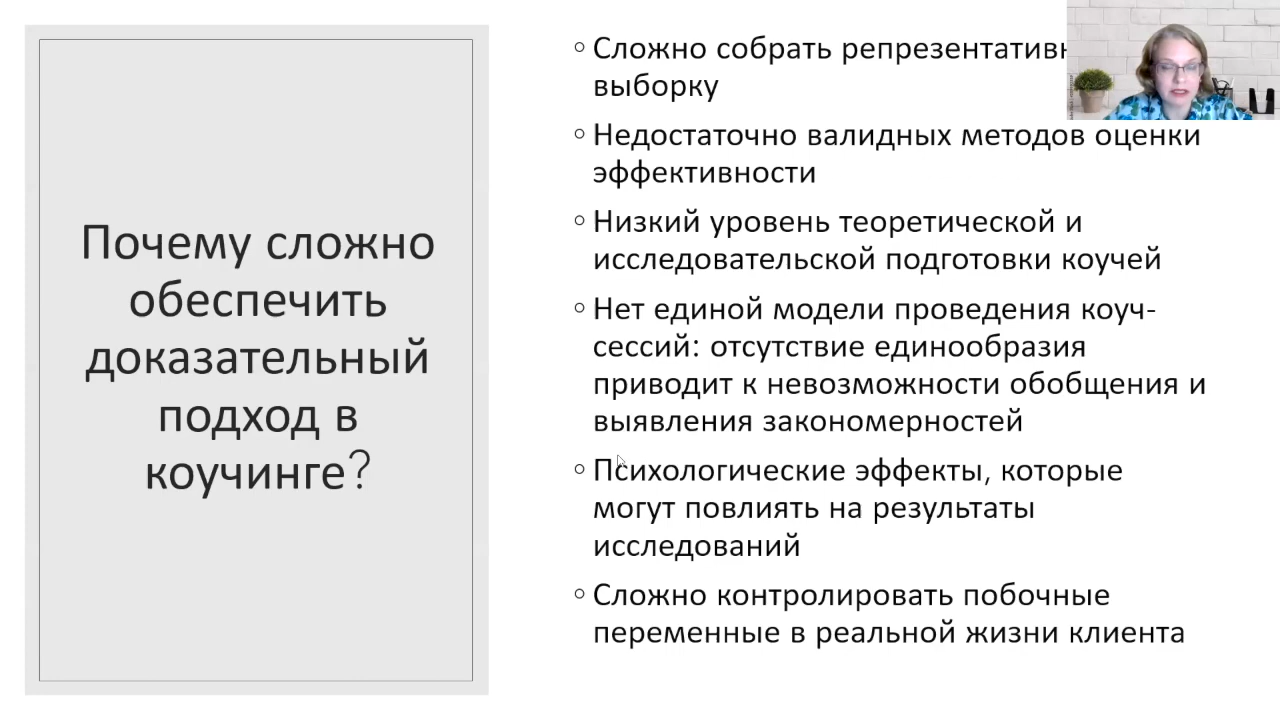 Почему сложно
обеспечить
доказательный
подход в
коучинге?
◦ Сложно собрать
выборку
◦ Недостаточно валидных методов оценки
эффективности
◦ Низкий уровень теоретической и
исследовательской подготовки коучей
◦ Нет единой модели проведения коуч-
сессий: отсутствие единообразия
приводит к невозможности обобщения и
выявления закономерностей
◦ Психологические эффекты, которые
могут повлиять на результаты
исследований
◦ Сложно контролировать побочные
переменные в реальной жизни клиента